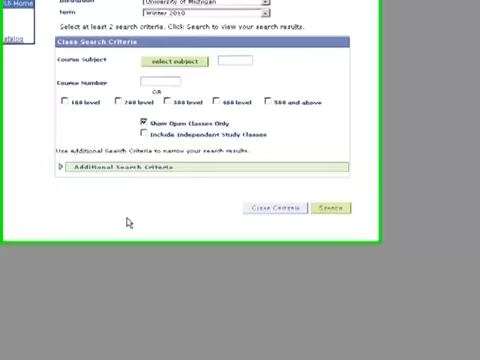 University of Michigan
Term
Winter 2010
Select at least 2 search criteria. Click Search to view your search results.
Class Search Criteria
Course Subject
select subject
Course Number
OR
100 level
200 level
300 level
400 level
500 and above
Show Open Classes Only
Include Independent Study Classes
Use Additional Search Criteria to narrow your search results.
Additional Search Criteria
Clear Criteria
Search